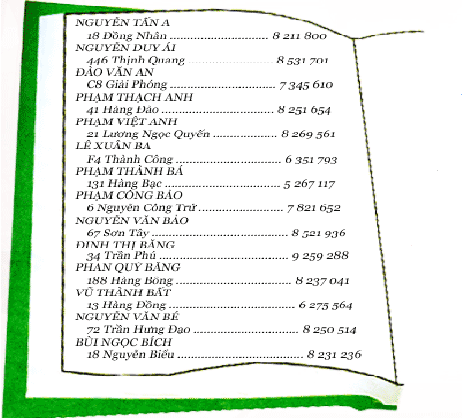 NGUYỄN TẤN A
18 Đồng Nhân ............................ 8 211 800
NGUYỄN DUY ÁI
446 Thịnh Quang ........................ 8 531 701
ĐÀO VĂN AN
C8 Giải Phóng ............................... 7 345 610
PHẠM THẠCH ANH
41 Hàng Đào ................................. 8 251 654
PHẠM VIỆT ANH
21 Lương Ngọc Quyến ................. 8 269 561
LÊ XUÂN BA
F4 Thành Công ............................ 6 351 793
PHẠM THÀNH BÁ
131 Hàng Bạc ................................. 5 267 117
PHẠM CÔNG BẢO
6 Nguyễn Công Trứ ........................ 7 821 652
NGUYỄN VĂN BẢO
67 Sơn Tây ..................................... 8 521 936
ĐINH THỊ BĂNG
34 Trần Phú .................................... 9 259 288
PHAN QUÝ BẰNG
188 Hàng Bông ............................... 8 237 041
VŨ THÀNH BẤT
13 Hàng Đồng .................................. 6 275 564
NGUYỄN VĂN BÉ
72 Trần Hưng Đạo ............................ 8 250 514
BÙI NGỌC BÍCH
18 Nguyễn Biểu ................................. 8 231 236